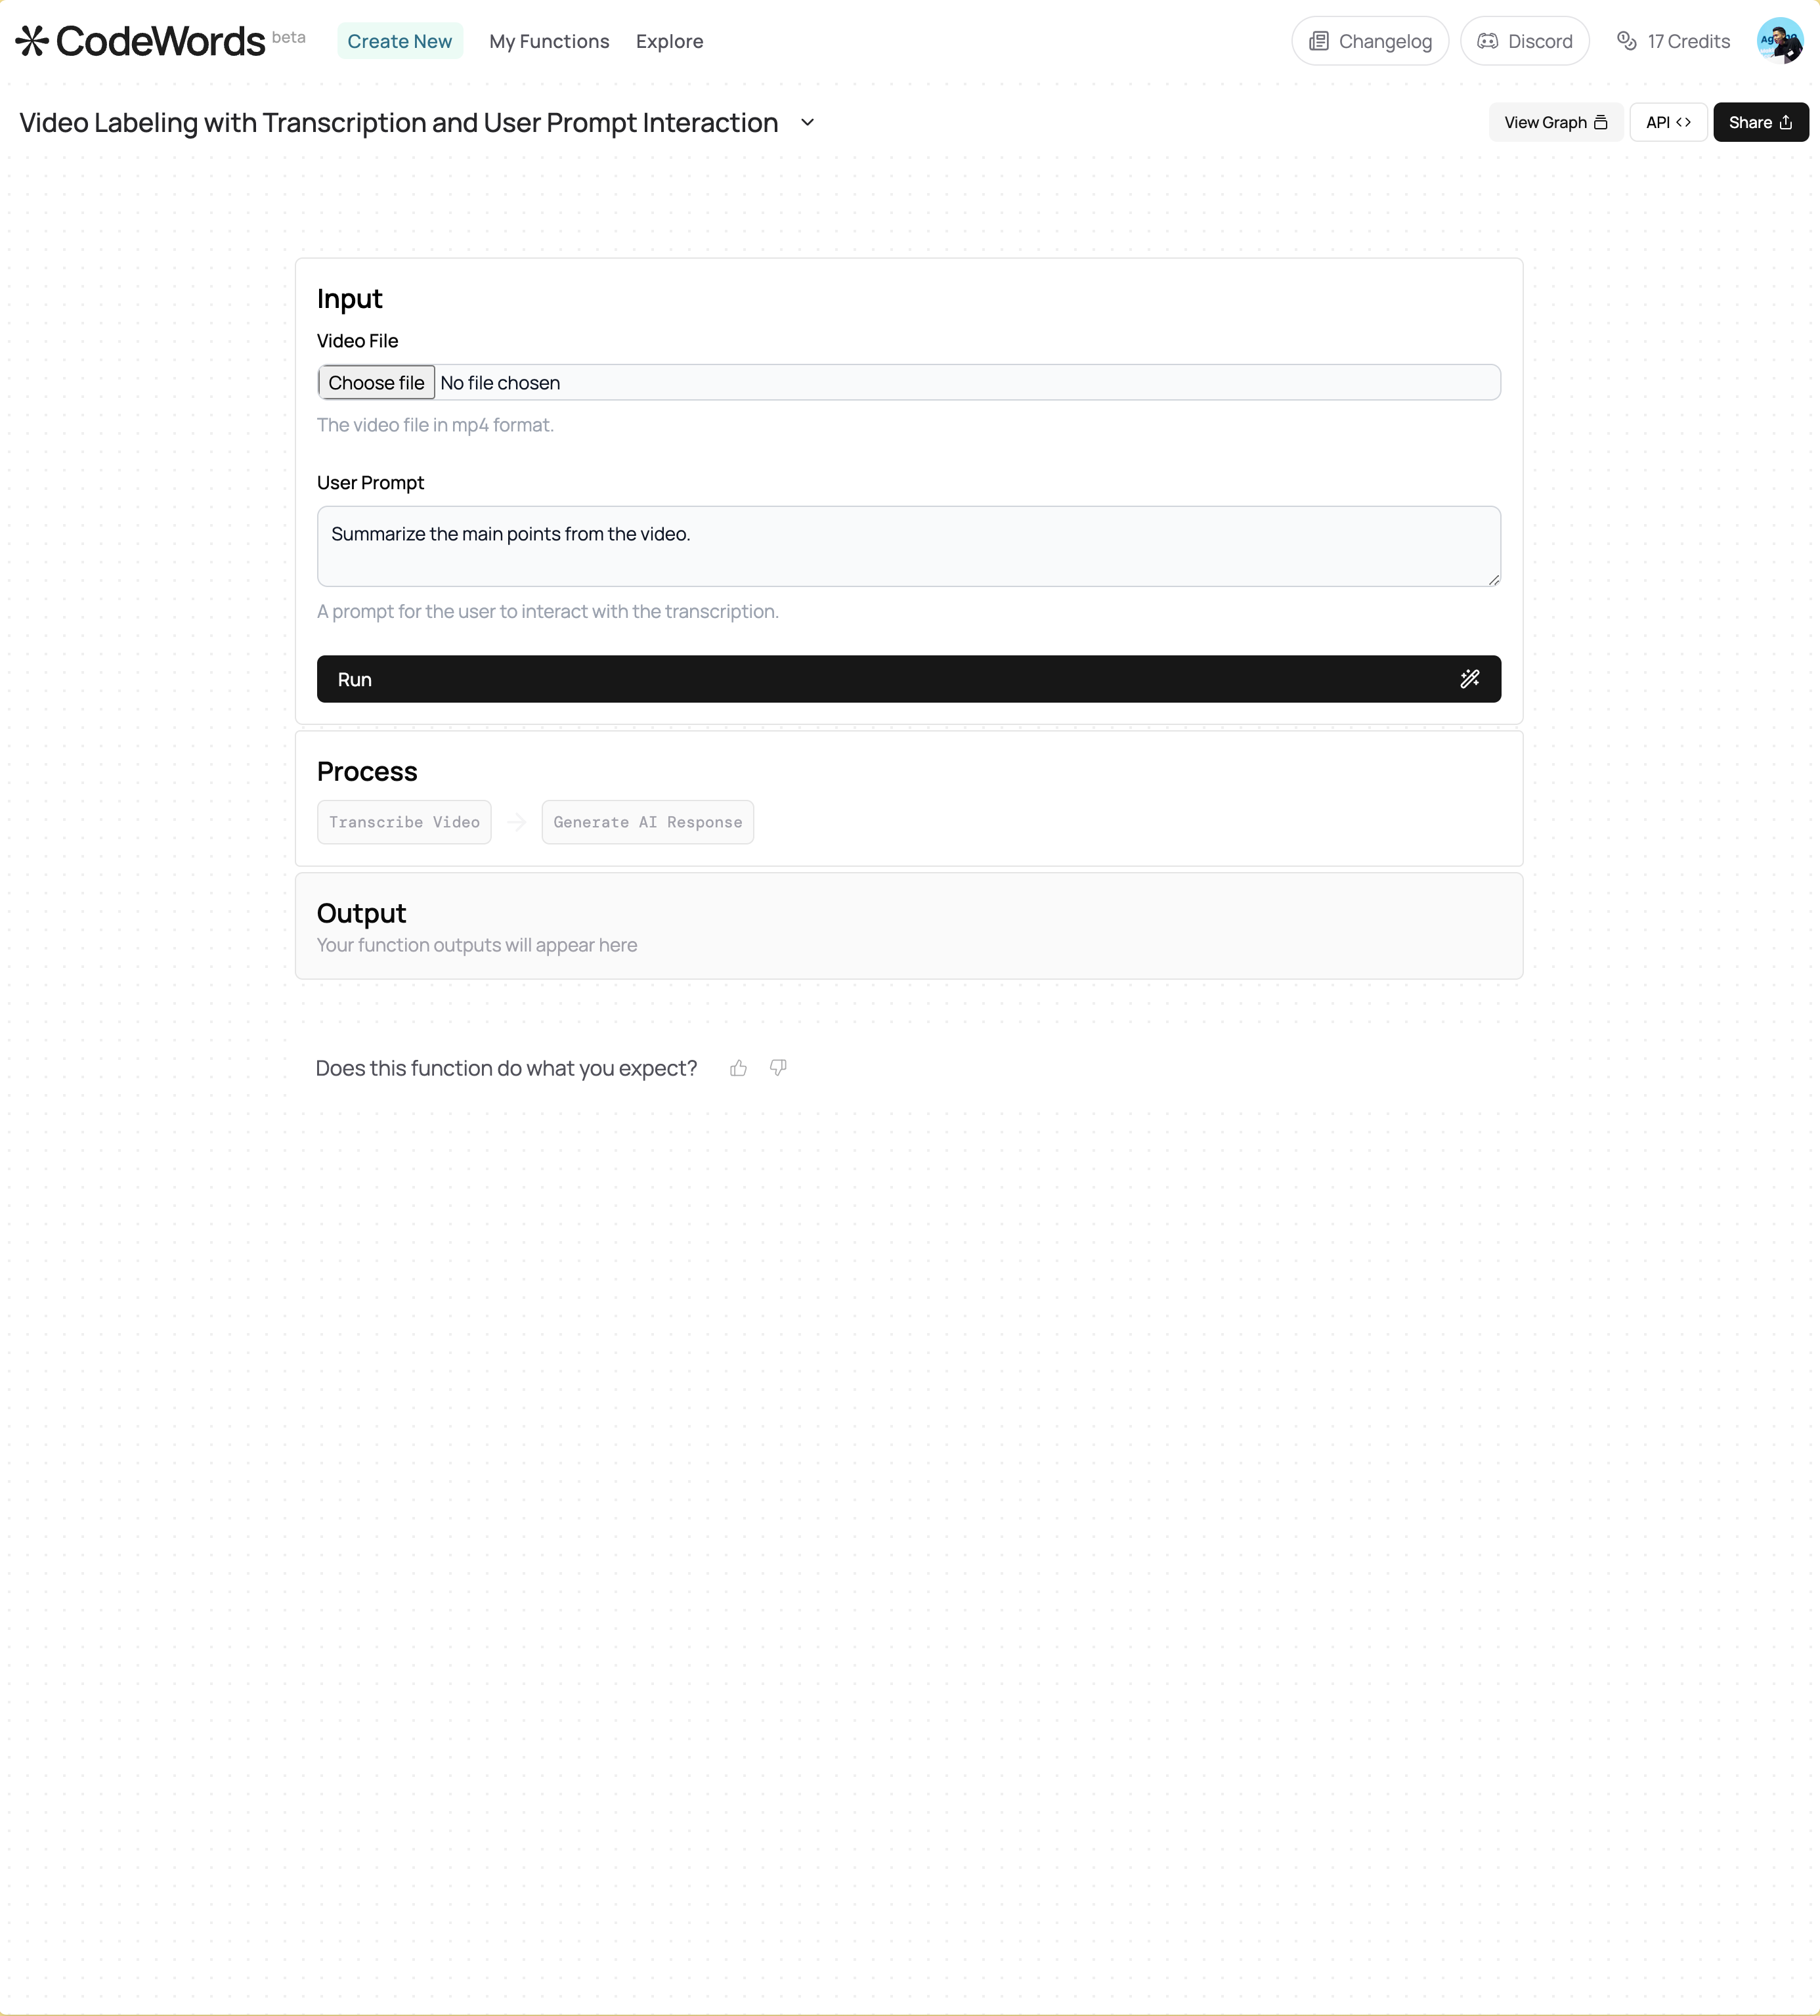 CodeWords beta
Create New
My Functions
Explore
Changelog
Discord
17 Credits
Video Labeling with Transcription and User Prompt Interaction
View Graph
API
Share
Input
Video File
Choose file No file chosen
The video file in mp4 format.
User Prompt
Summarize the main points from the video.
A prompt for the user to interact with the transcription.
Run
Process
Transcribe Video
Generate AI Response
Output
Your function outputs will appear here
Does this function do what you expect?